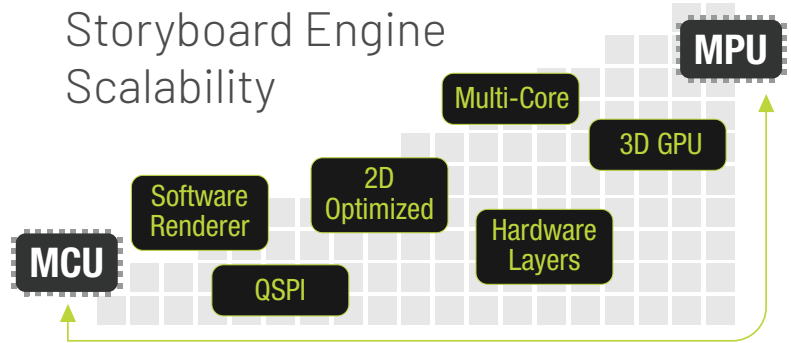 Storyboard Engine
Scalability
MPU
Multi-Core
3D GPU
2D
Optimized
Software
Renderer
Hardware
Layers
MCU
QSPI